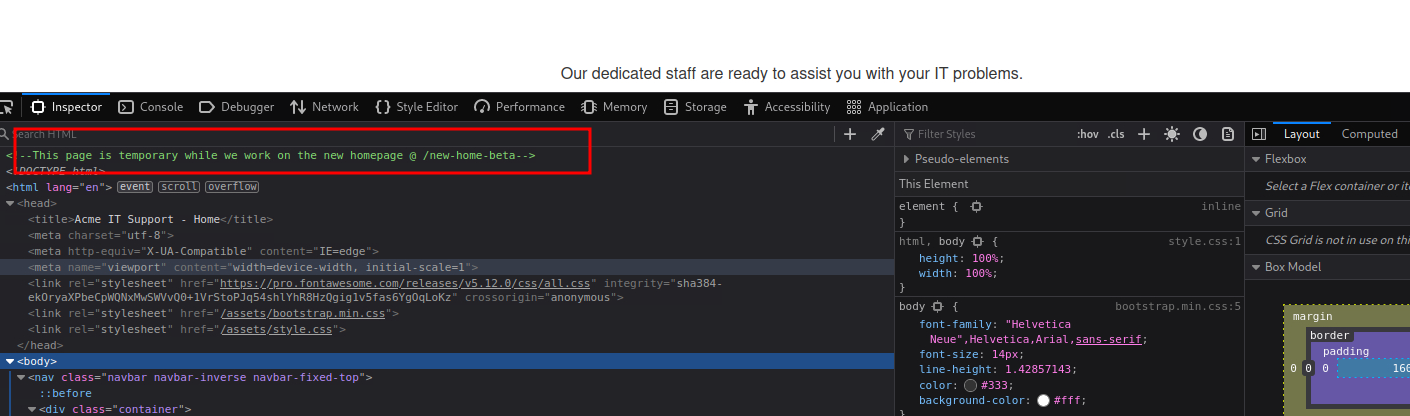 Our dedicated staff are ready to assist you with your IT problems.
Inspector Console Debugger Network Style Editor Performance Memory Storage Accessibility Application
Search HTML
<!--This page is temporary while we work on the new homepage @ /new-home-beta-->
<!DOCTYPE html>
<html lang="en"> event scroll overflow
<head>
<title>Acme IT Support - Home</title>
<meta charset="utf-8">
<meta http-equiv="X-UA-Compatible" content="IE=edge">
<meta name="viewport" content="width=device-width, initial-scale=1">
<link rel="stylesheet" href="https://pro.fontawesome.com/releases/v5.12.0/css/all.css" integrity="sha384-
ekOryaXPbeCpWQNxMwSWVvQ0+1VrStoPJq54shlYhR8HzQgig1v5fas6YgOqLoKz" crossorigin="anonymous">
<link rel="stylesheet" href="/assets/bootstrap.min.css">
<link rel="stylesheet" href="/assets/style.css">
</head>
<body>
<nav class="navbar navbar-inverse navbar-fixed-top">
::before
<div class="container">
Filter Styles :hov .cls
Pseudo-elements
This Element
element { inline
}
html, body { style.css:1
height: 100%;
width: 100%;
}
body { bootstrap.min.css:5
font-family: "Helvetica
Neue",Helvetica,Arial,sans-serif;
font-size: 14px;
line-height: 1.42857143;
color: #333;
background-color: #fff;
}
Layout Computed
Flexbox
Select a Flex container or it
Grid
CSS Grid is not in use on thi
Box Model
margin
border
padding
0 0 0 160